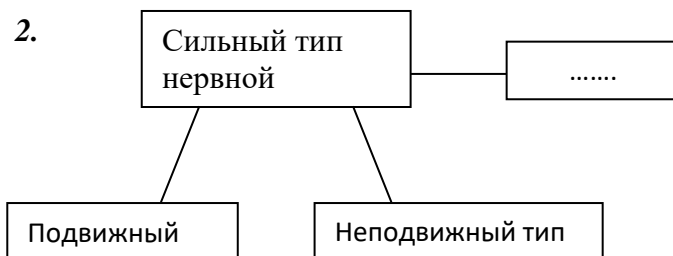 2.
Сильный тип
нервной
.......
Подвижный
Неподвижный тип